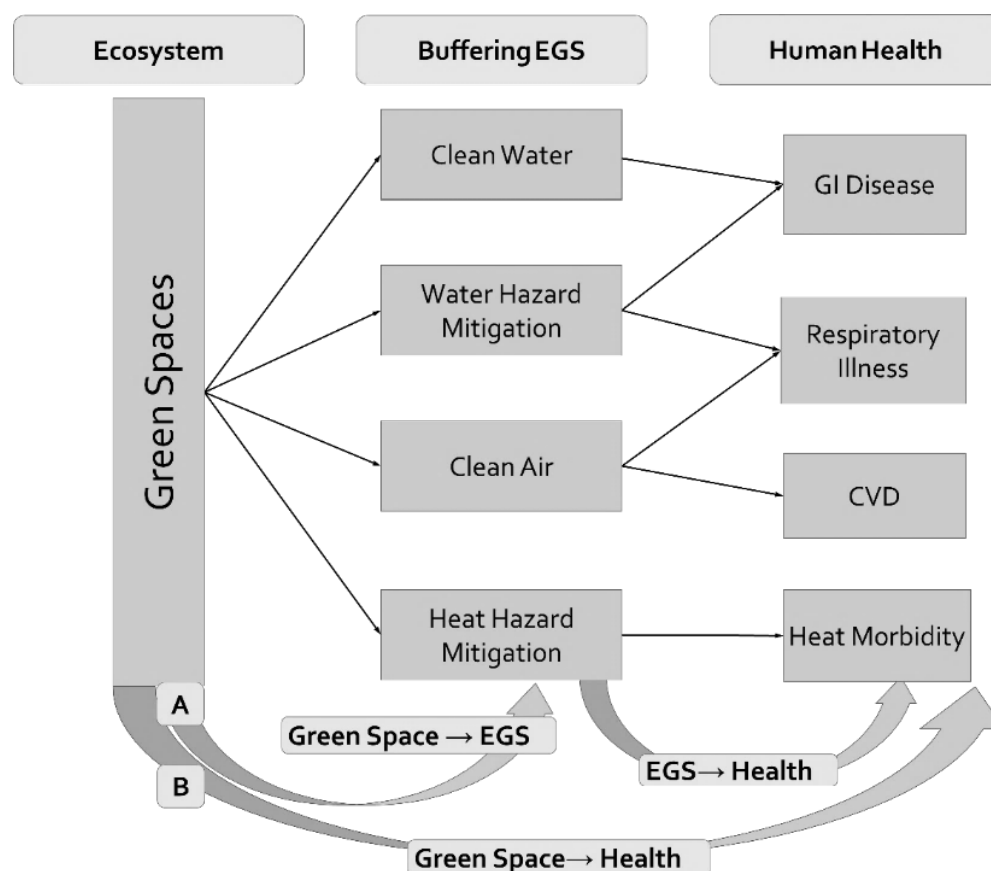 Ecosystem
Buffering EGS
Human Health
Green Spaces
Clean Water
Water Hazard
Mitigation
Clean Air
Heat Hazard
Mitigation
GI Disease
Respiratory
Illness
CVD
Heat Morbidity
A
Green Space → EGS
EGS→ Health
B
Green Space→ Health